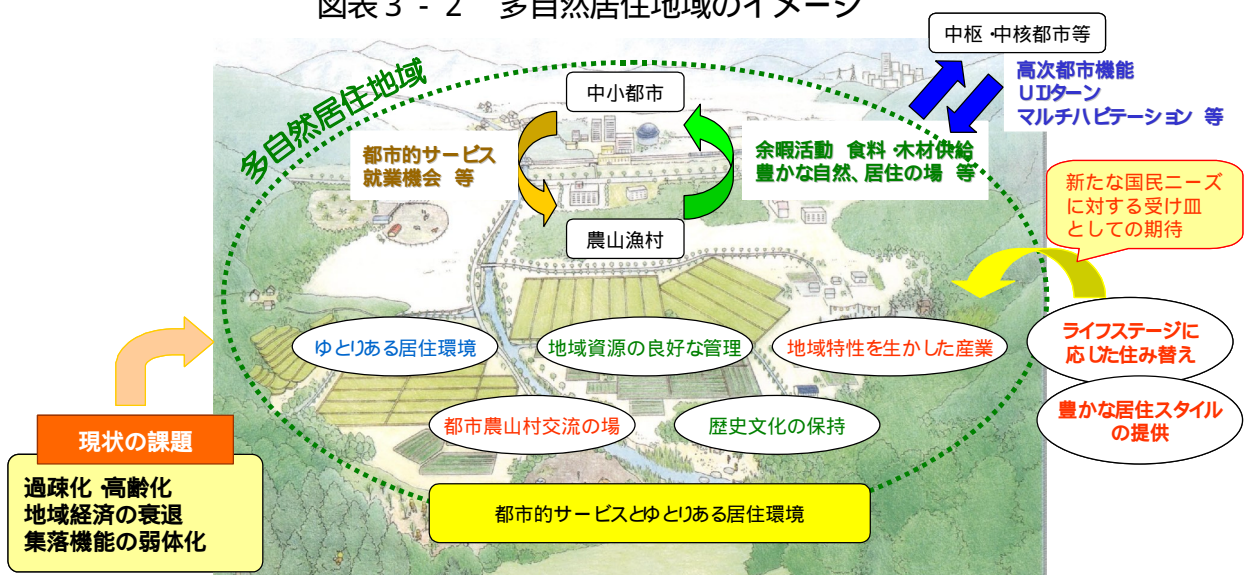 図表3-2 多自然居住地域のイメージ
中枢・中核都市等
高次都市機能
UIJターン
マルチハビテーション 等
多自然居住地域
中小都市
都市的サービス
就業機会 等
余暇活動 食料・木材供給
豊かな自然、居住の場 等
農山漁村
新たな国民ニーズ
に対する受け皿
としての期待
ライフステージに
応じた住み替え
豊かな居住スタイル
の提供
ゆとりある居住環境
地域資源の良好な管理
地域特性を生かした産業
都市農山村交流の場
歴史文化の保持
現状の課題
過疎化・高齢化
地域経済の衰退
集落機能の弱体化
都市的サービスとゆとりある居住環境